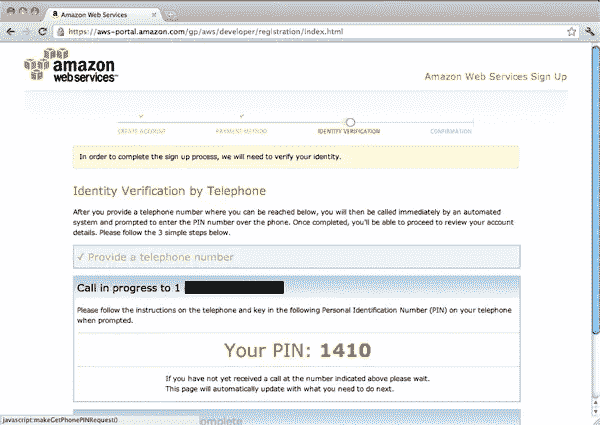 Amazon Web Services
https://aws-portal.amazon.com/gp/aws/developer/registration/index.html
amazon
webservices™
Amazon Web Services Sign Up
CREATE ACCOUNT PAYMENT METHOD IDENTITY VERIFICATION CONFIRMATION
In order to complete the sign up process, we will need to verify your identity.
Identity Verification by Telephone
After you provide a telephone number where you can be reached below, you will then be called immediately by an automated
system and prompted to enter the PIN number over the phone. Once completed, you'll be able to proceed to review your account
details. Please follow the 3 simple steps below.
✓ Provide a telephone number
Call in progress to 1
Please follow the instructions on the telephone and key in the following Personal Identification Number (PIN) on your telephone
when prompted.
Your PIN: 1410
If you have not yet received a call at the number indicated above please wait.
This page will automatically update with what you need to do next.
javascript:makeGetPhonePINRequest()